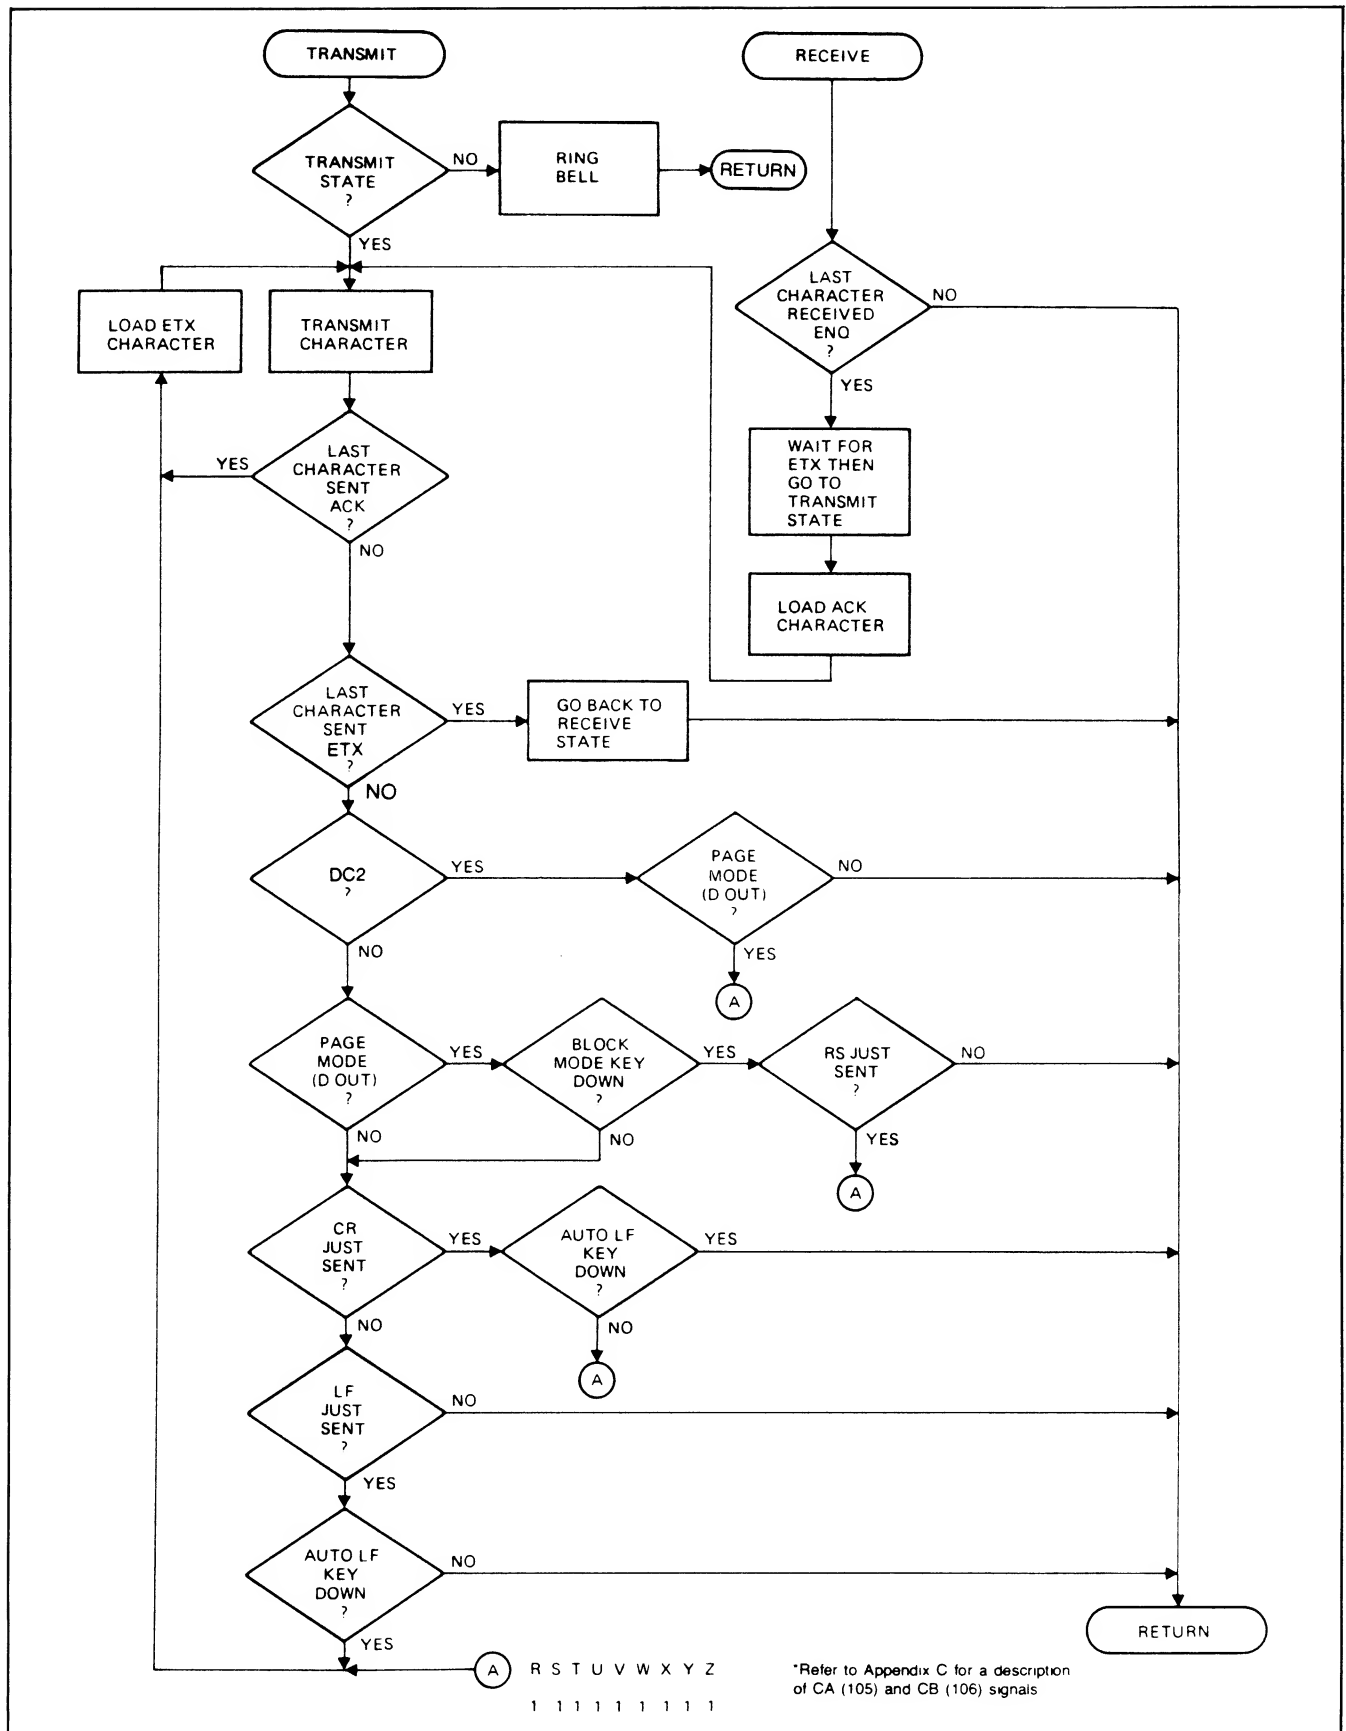 TRANSMIT
RECEIVE
TRANSMIT
STATE
?
NO
RING
BELL
RETURN
YES
LOAD ETX
CHARACTER
TRANSMIT
CHARACTER
LAST
CHARACTER
RECEIVED
ENQ
?
NO
YES
LAST
CHARACTER
SENT
ACK
?
YES
NO
WAIT FOR
ETX THEN
GO TO
TRANSMIT
STATE
LOAD ACK
CHARACTER
LAST
CHARACTER
SENT
ETX
?
YES
GO BACK TO
RECEIVE
STATE
NO
DC2
?
YES
PAGE
MODE
(D OUT)
?
NO
YES
A
NO
PAGE
MODE
(D OUT)
?
YES
BLOCK
MODE KEY
DOWN
?
YES
RS JUST
SENT
?
NO
NO
NO
YES
A
CR
JUST
SENT
?
YES
AUTO LF
KEY
DOWN
?
YES
NO
NO
A
LF
JUST
SENT
?
NO
YES
AUTO LF
KEY
DOWN
?
NO
YES
RETURN
A
R S T U V W X Y Z
1 1 1 1 1 1 1 1 1
*Refer to Appendix C for a description
of CA (105) and CB (106) signals